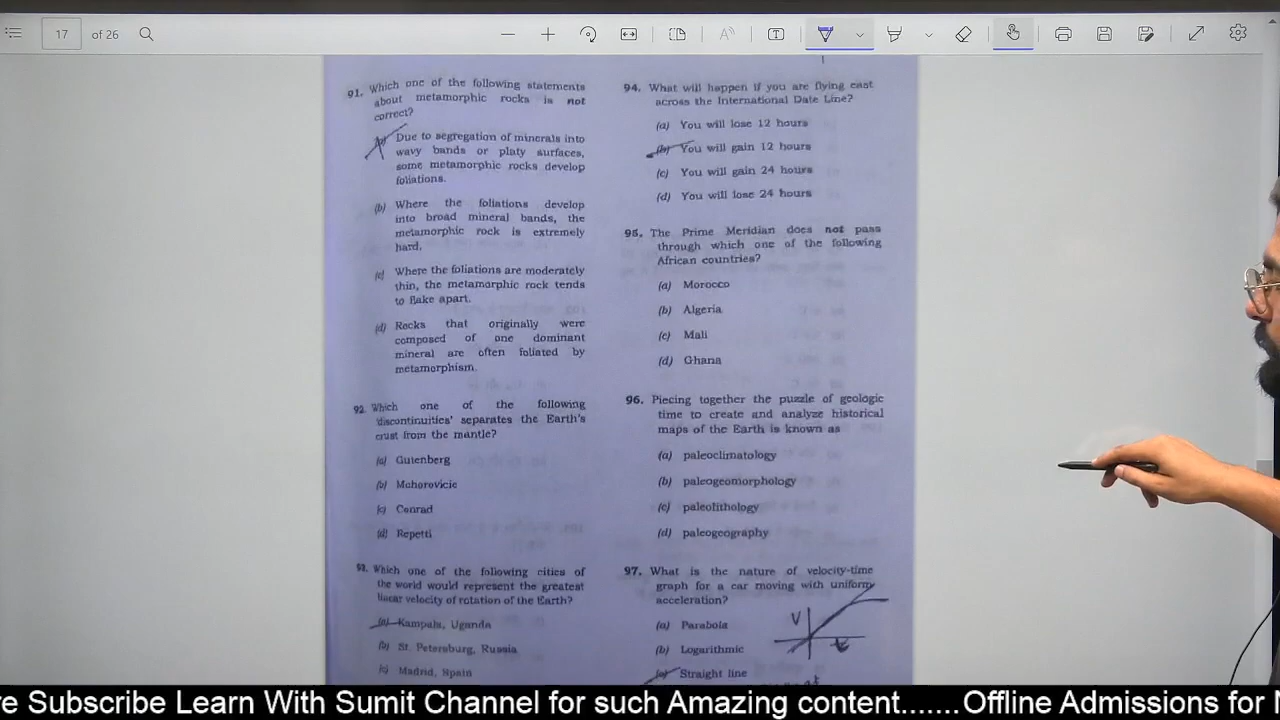 17 of 26
91. Which one of the following statements
about metamorphic rocks is not
correct?
(a) Due to segregation of minerals into
wavy bands or platy surfaces,
some metamorphic rocks develop
foliations.
(b) Where the foliations develop
into broad mineral bands, the
metamorphic rock is extremely
hard.
(c) Where the foliations are moderately
thin, the metamorphic rock tends
to flake apart.
(d) Rocks that originally were
composed of one dominant
mineral are often foliated by
metamorphism.
92. Which one of the following
'discontinuities' separates the Earth's
crust from the mantle?
(a) Gutenberg
(b) Mohorovicic
(c) Conrad
(d) Repetti
93. Which one of the following cities of
the world would represent the greatest
linear velocity of rotation of the Earth?
(a) Kampala, Uganda
(b) St. Petersburg, Russia
(c) Madrid, Spain
94. What will happen if you are flying east
across the International Date Line?
(a) You will lose 12 hours
(b) You will gain 12 hours
(c) You will gain 24 hours
(d) You will lose 24 hours
95. The Prime Meridian does not pass
through which one of the following
African countries?
(a) Morocco
(b) Algeria
(c) Mali
(d) Ghana
96. Piecing together the puzzle of geologic
time to create and analyze historical
maps of the Earth is known as
(a) paleoclimatology
(b) paleogeomorphology
(c) paleolithology
(d) paleogeography
97. What is the nature of velocity-time
graph for a car moving with uniform
acceleration?
(a) Parabola
(b) Logarithmic
(c) Straight line
V
t
re Subscribe Learn With Sumit Channel for such Amazing content....... Offline Admissions for